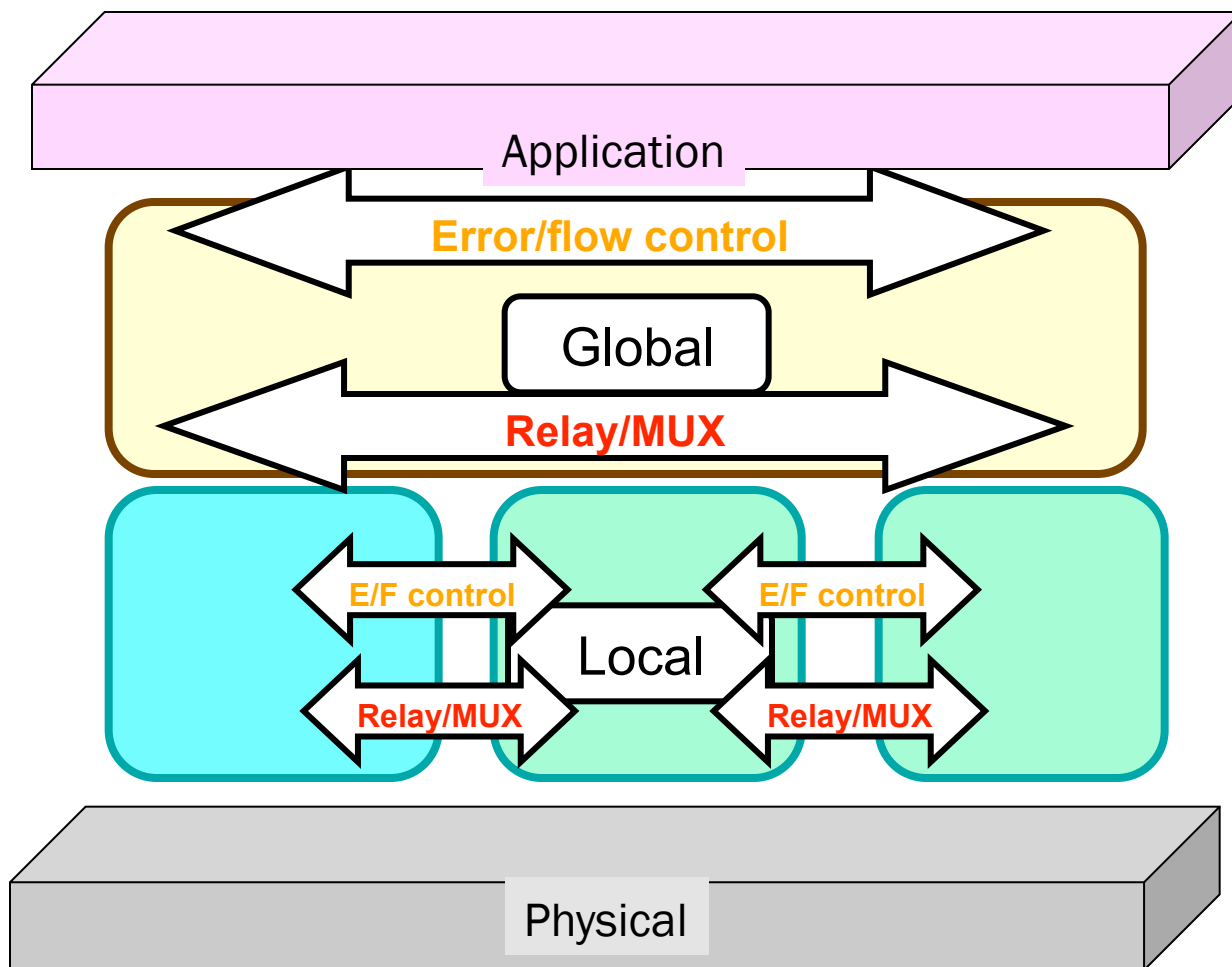 Application
Error/flow control
Global
Relay/MUX
E/F control
E/F control
Local
Relay/MUX
Relay/MUX
Physical